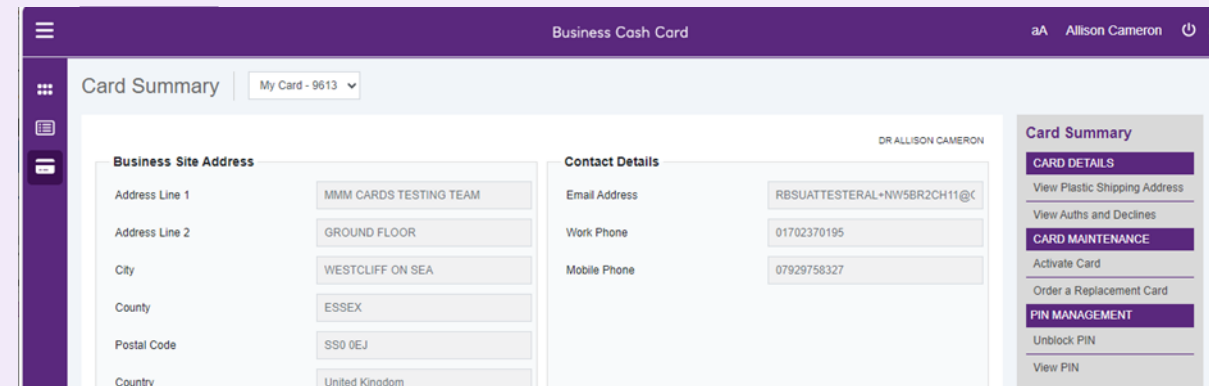 Business Cash Card
aA Allison Cameron
Card Summary My Card - 9613
DR ALLISON CAMERON
Business Site Address
Address Line 1 MMM CARDS TESTING TEAM
Address Line 2 GROUND FLOOR
City WESTCLIFF ON SEA
County ESSEX
Postal Code SS0 0EJ
Country United Kingdom
Contact Details
Email Address RBSUATTESTERAL+NW5BR2CH11@
Work Phone 01702370195
Mobile Phone 07929758327
Card Summary
CARD DETAILS
View Plastic Shipping Address
View Auths and Declines
CARD MAINTENANCE
Activate Card
Order a Replacement Card
PIN MANAGEMENT
Unblock PIN
View PIN